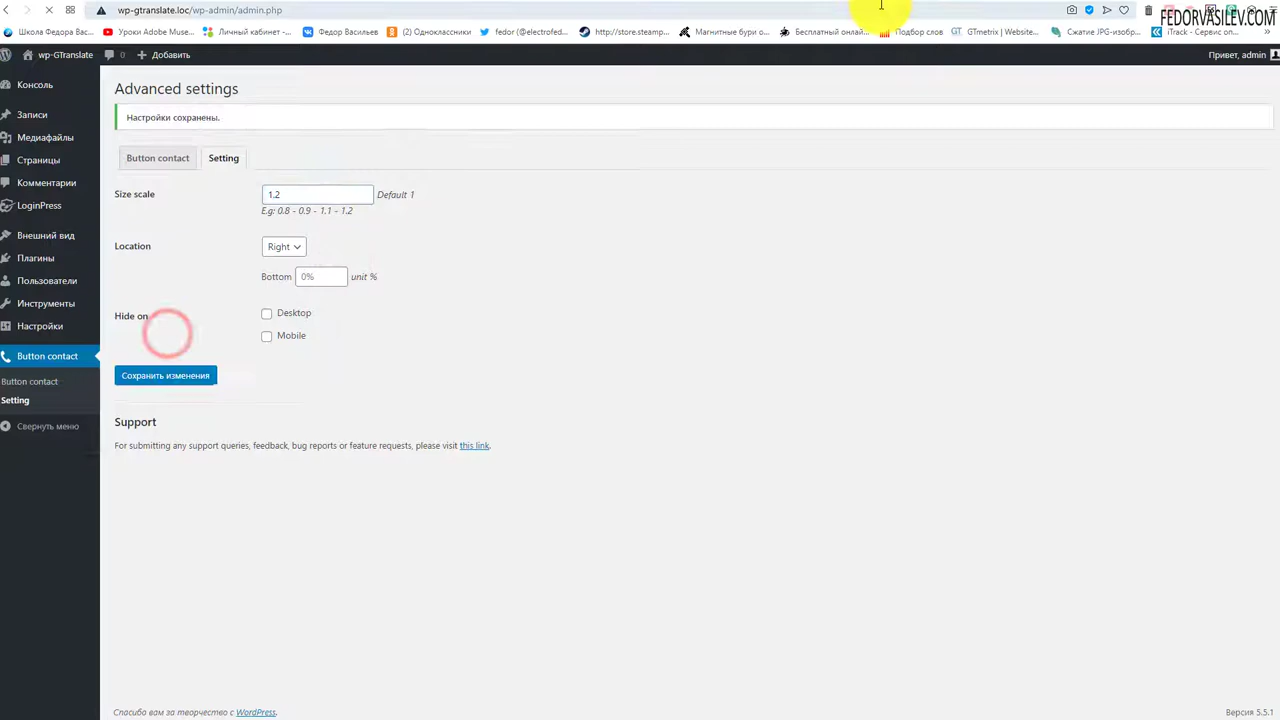 wp-gtranslate.loc/wp-admin/admin.php
FEDORVASILEV.COM
Школа Федора Вас... Уроки Adobe Muse... Личный кабинет -... Федор Васильев (2) Одноклассники fedor (@electrofed... http://store.steamp... Магнитные бури о... Бесплатный онлай... Подбор слов GTmetrix | Website... Сжатие JPG-изобр... iTrack - Сервис оп... »
wp-GTranslate 0 + Добавить Привет, admin
Консоль
Записи
Медиафайлы
Страницы
Комментарии
LoginPress
Внешний вид
Плагины
Пользователи
Инструменты
Настройки
Button contact
Button contact
Setting
Свернуть меню
Advanced settings
Настройки сохранены.
Button contact Setting
Size scale 1.2 Default 1
E.g: 0.8 - 0.9 - 1.1 - 1.2
Location Right
Bottom 0% unit %
Hide on Desktop
Mobile
Сохранить изменения
Support
For submitting any support queries, feedback, bug reports or feature requests, please visit this link.
Спасибо вам за творчество с WordPress. Версия 5.5.1